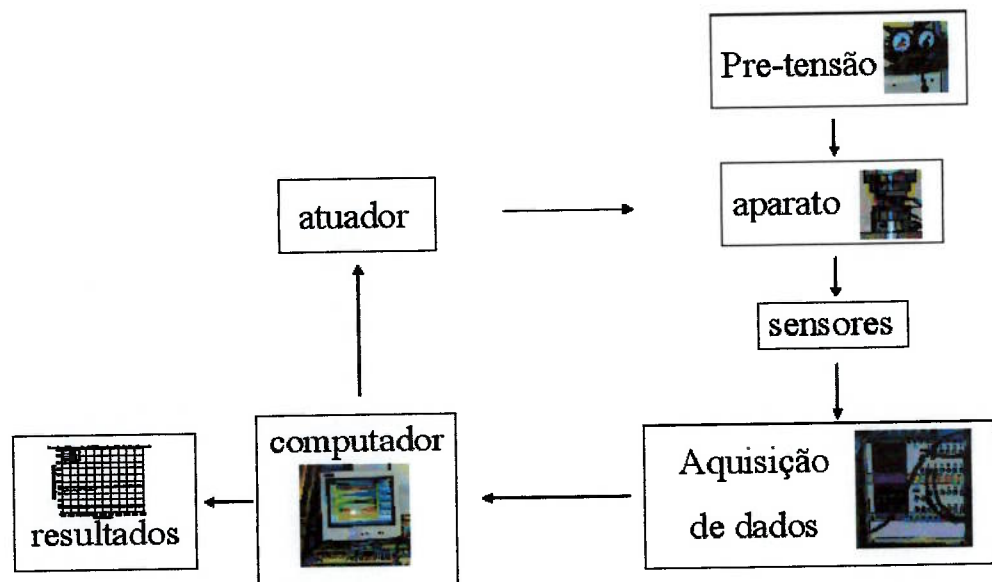 Pre-tensão
atuador
aparato
sensores
computador
Aquisição
de dados
resultados